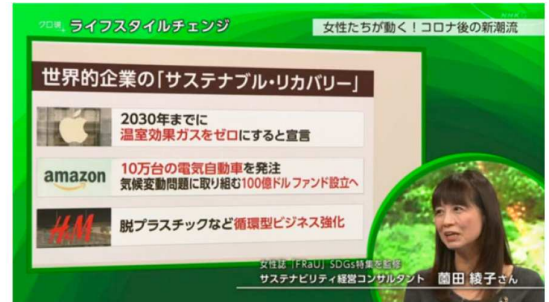 クロ現+ ライフスタイルチェンジ
女性たちが動く！コロナ後の新潮流
世界的企業の「サステナブル・リカバリー」
2030年までに
温室効果ガスをゼロにすると宣言
amazon
10万台の電気自動車を発注
気候変動問題に取り組む100億ドルファンド設立へ
H&M
脱プラスチックなど循環型ビジネス強化
女性誌「FRaU」SDGs特集を監修
サステナビリティ経営コンサルタント 薗田 綾子さん